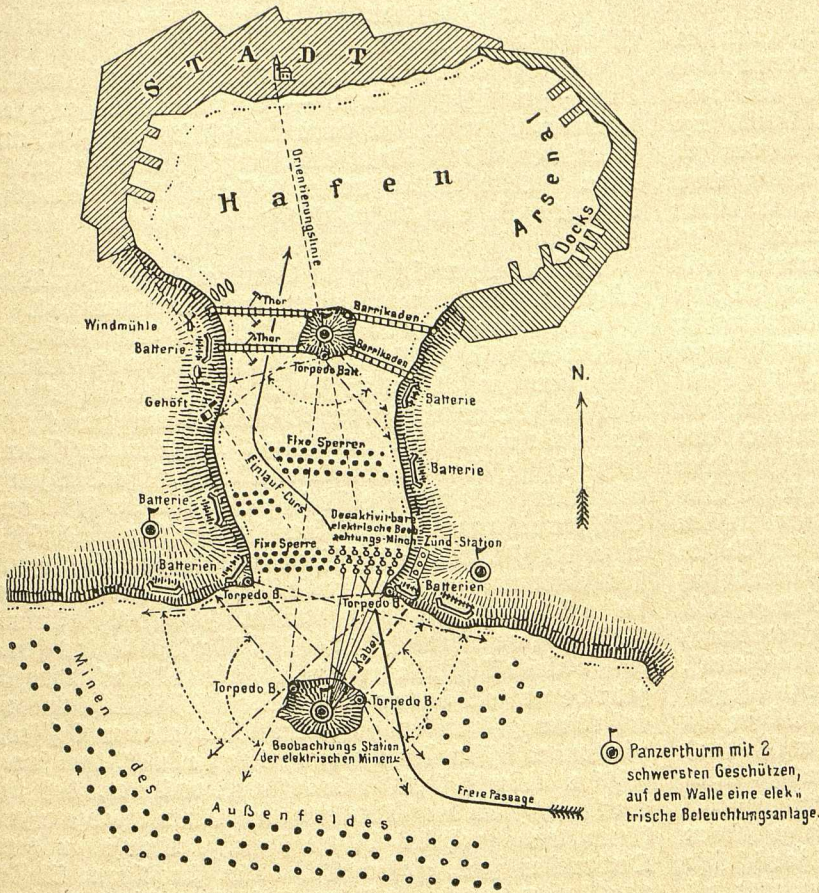 STADT
Hafen
Arsenal
Docks
Orientierungslinie
Thor
Barrikaden
Windmühle
Thor
Barrikaden
Batterie
Torpedo Batt.
Gehöft
Batterie
Fixe Sperren
Einlauf-Curs
Batterie
Batterie
Desaktivirbare
elektrische Beob
achtungs-Minen
Fixe Sperre
Zünd-Station
Batterien
Batterien
Torpedo B.
Torpedo B.
Kabel
Torpedo B.
Torpedo B.
Beobachtungs Station
der elektrischen Minen
Minen des Außenfeldes
Freie Passage
N.
Panzerthurm mit 2
schwersten Geschützen,
auf dem Walle eine elek„
trische Beleuchtungsanlage.